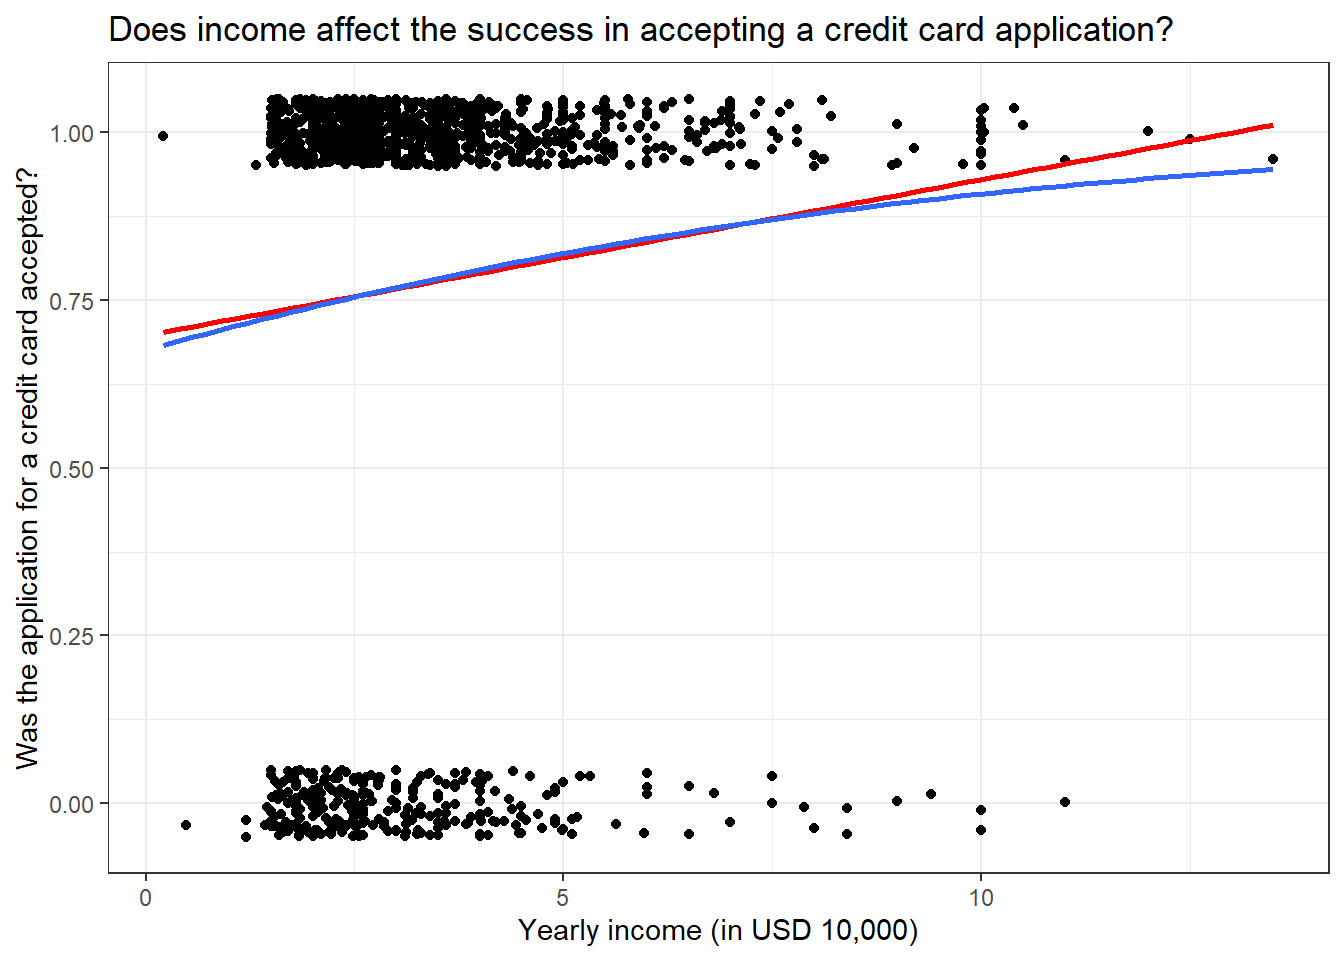 Does income affect the success in accepting a credit card application?
Was the application for a credit card accepted?
1.00
0.75
0.50
0.25
0.00
0
5
10
Yearly income (in USD 10,000)